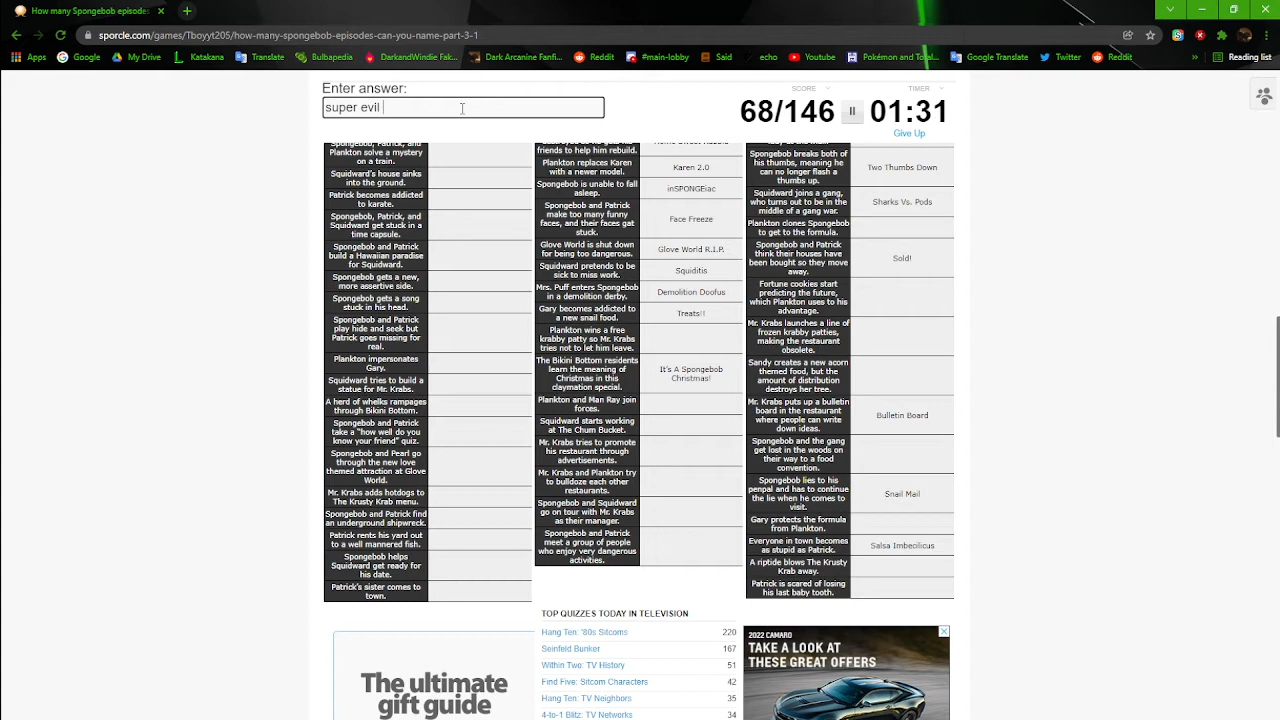 How many Spongebob episodes
sporcle.com/games/Tboyyt205/how-many-spongebob-episodes-can-you-name-part-3-1
Apps
Google
My Drive
Katakana
Translate
Bulbapedia
DarkandWindie Fak...
Dark Arcanine Fanfi...
Reddit
#main-lobby
Said
echo
YouTube
Pokémon and Total...
Google Translate
Twitter
Reddit
»
Reading list
Enter answer:
super evil
SCORE
68/146
TIMER
01:31
Give Up
Spongebob, Patrick, and
Plankton solve a mystery
on a train.
Squidward's house sinks
into the ground.
Patrick becomes addicted
to karate.
Spongebob, Patrick, and
Squidward get stuck in a
time capsule.
Spongebob and Patrick
build a Hawaiian paradise
for Squidward.
Spongebob gets a new,
more assertive side.
Spongebob gets a song
stuck in his head.
Spongebob and Patrick
play hide and seek but
Patrick goes missing for
real.
Plankton impersonates
Gary.
Squidward tries to build a
statue for Mr. Krabs.
A herd of whelks rampages
through Bikini Bottom.
Spongebob and Patrick
take a "how well do you
know your friend" quiz.
Spongebob and Pearl go
through the new love
themed attraction at Glove
World.
Mr. Krabs adds hotdogs to
The Krusty Krab menu.
Spongebob and Patrick find
an underground shipwreck.
Patrick rents his yard out
to a well mannered fish.
Spongebob helps
Squidward get ready for
his date.
Patrick's sister comes to
town.
friends to help him rebuild.
Plankton replaces Karen
with a newer model.
Karen 2.0
Spongebob is unable to fall
asleep.
inSPONGEiac
Spongebob and Patrick
make too many funny
faces, and their faces gat
stuck.
Face Freeze
Glove World is shut down
for being too dangerous.
Glove World R.I.P.
Squidward pretends to be
sick to miss work.
Squiditis
Mrs. Puff enters Spongebob
in a demolition derby.
Demolition Doofus
Gary becomes addicted to
a new snail food.
Treats!!
Plankton wins a free
krabby patty so Mr. Krabs
tries not to let him leave.
The Bikini Bottom residents
learn the meaning of
Christmas in this
claymation special.
It's A Spongebob
Christmas!
Plankton and Man Ray join
forces.
Squidward starts working
at The Chum Bucket.
Mr. Krabs tries to promote
his restaurant through
advertisements.
Mr. Krabs and Plankton try
to bulldoze each other
restaurants.
Spongebob and Squidward
go on tour with Mr. Krabs
as their manager.
Spongebob and Patrick
meet a group of people
who enjoy very dangerous
activities.
Spongebob breaks both of
his thumbs, meaning he
can no longer flash a
thumbs up.
Two Thumbs Down
Squidward joins a gang,
who turns out to be in the
middle of a gang war.
Sharks Vs. Pods
Plankton clones Spongebob
to get to the formula.
Spongebob and Patrick
think their houses have
been bought so they move
away.
Sold!
Fortune cookies start
predicting the future,
which Plankton uses to his
advantage.
Mr. Krabs launches a line of
frozen krabby patties,
making the restaurant
obsolete.
Sandy creates a new acorn
themed food, but the
amount of distribution
destroys her tree.
Mr. Krabs puts up a bulletin
board in the restaurant
where people can write
down ideas.
Bulletin Board
Spongebob and the gang
get lost in the woods on
their way to a food
convention.
Spongebob lies to his
penpal and has to continue
the lie when he comes to
visit.
Snail Mail
Gary protects the formula
from Plankton.
Everyone in town becomes
as stupid as Patrick.
Salsa Imbecilicus
A riptide blows The Krusty
Krab away.
Patrick is scared of losing
his last baby tooth.
TOP QUIZZES TODAY IN TELEVISION
Hang Ten: '80s Sitcoms 220
Seinfeld Bunker 167
Within Two: TV History 51
Find Five: Sitcom Characters 42
Hang Ten: TV Neighbors 35
4-to-1 Blitz: TV Networks 34
The ultimate
gift guide
2022 CAMARO
TAKE A LOOK AT
THESE GREAT OFFERS